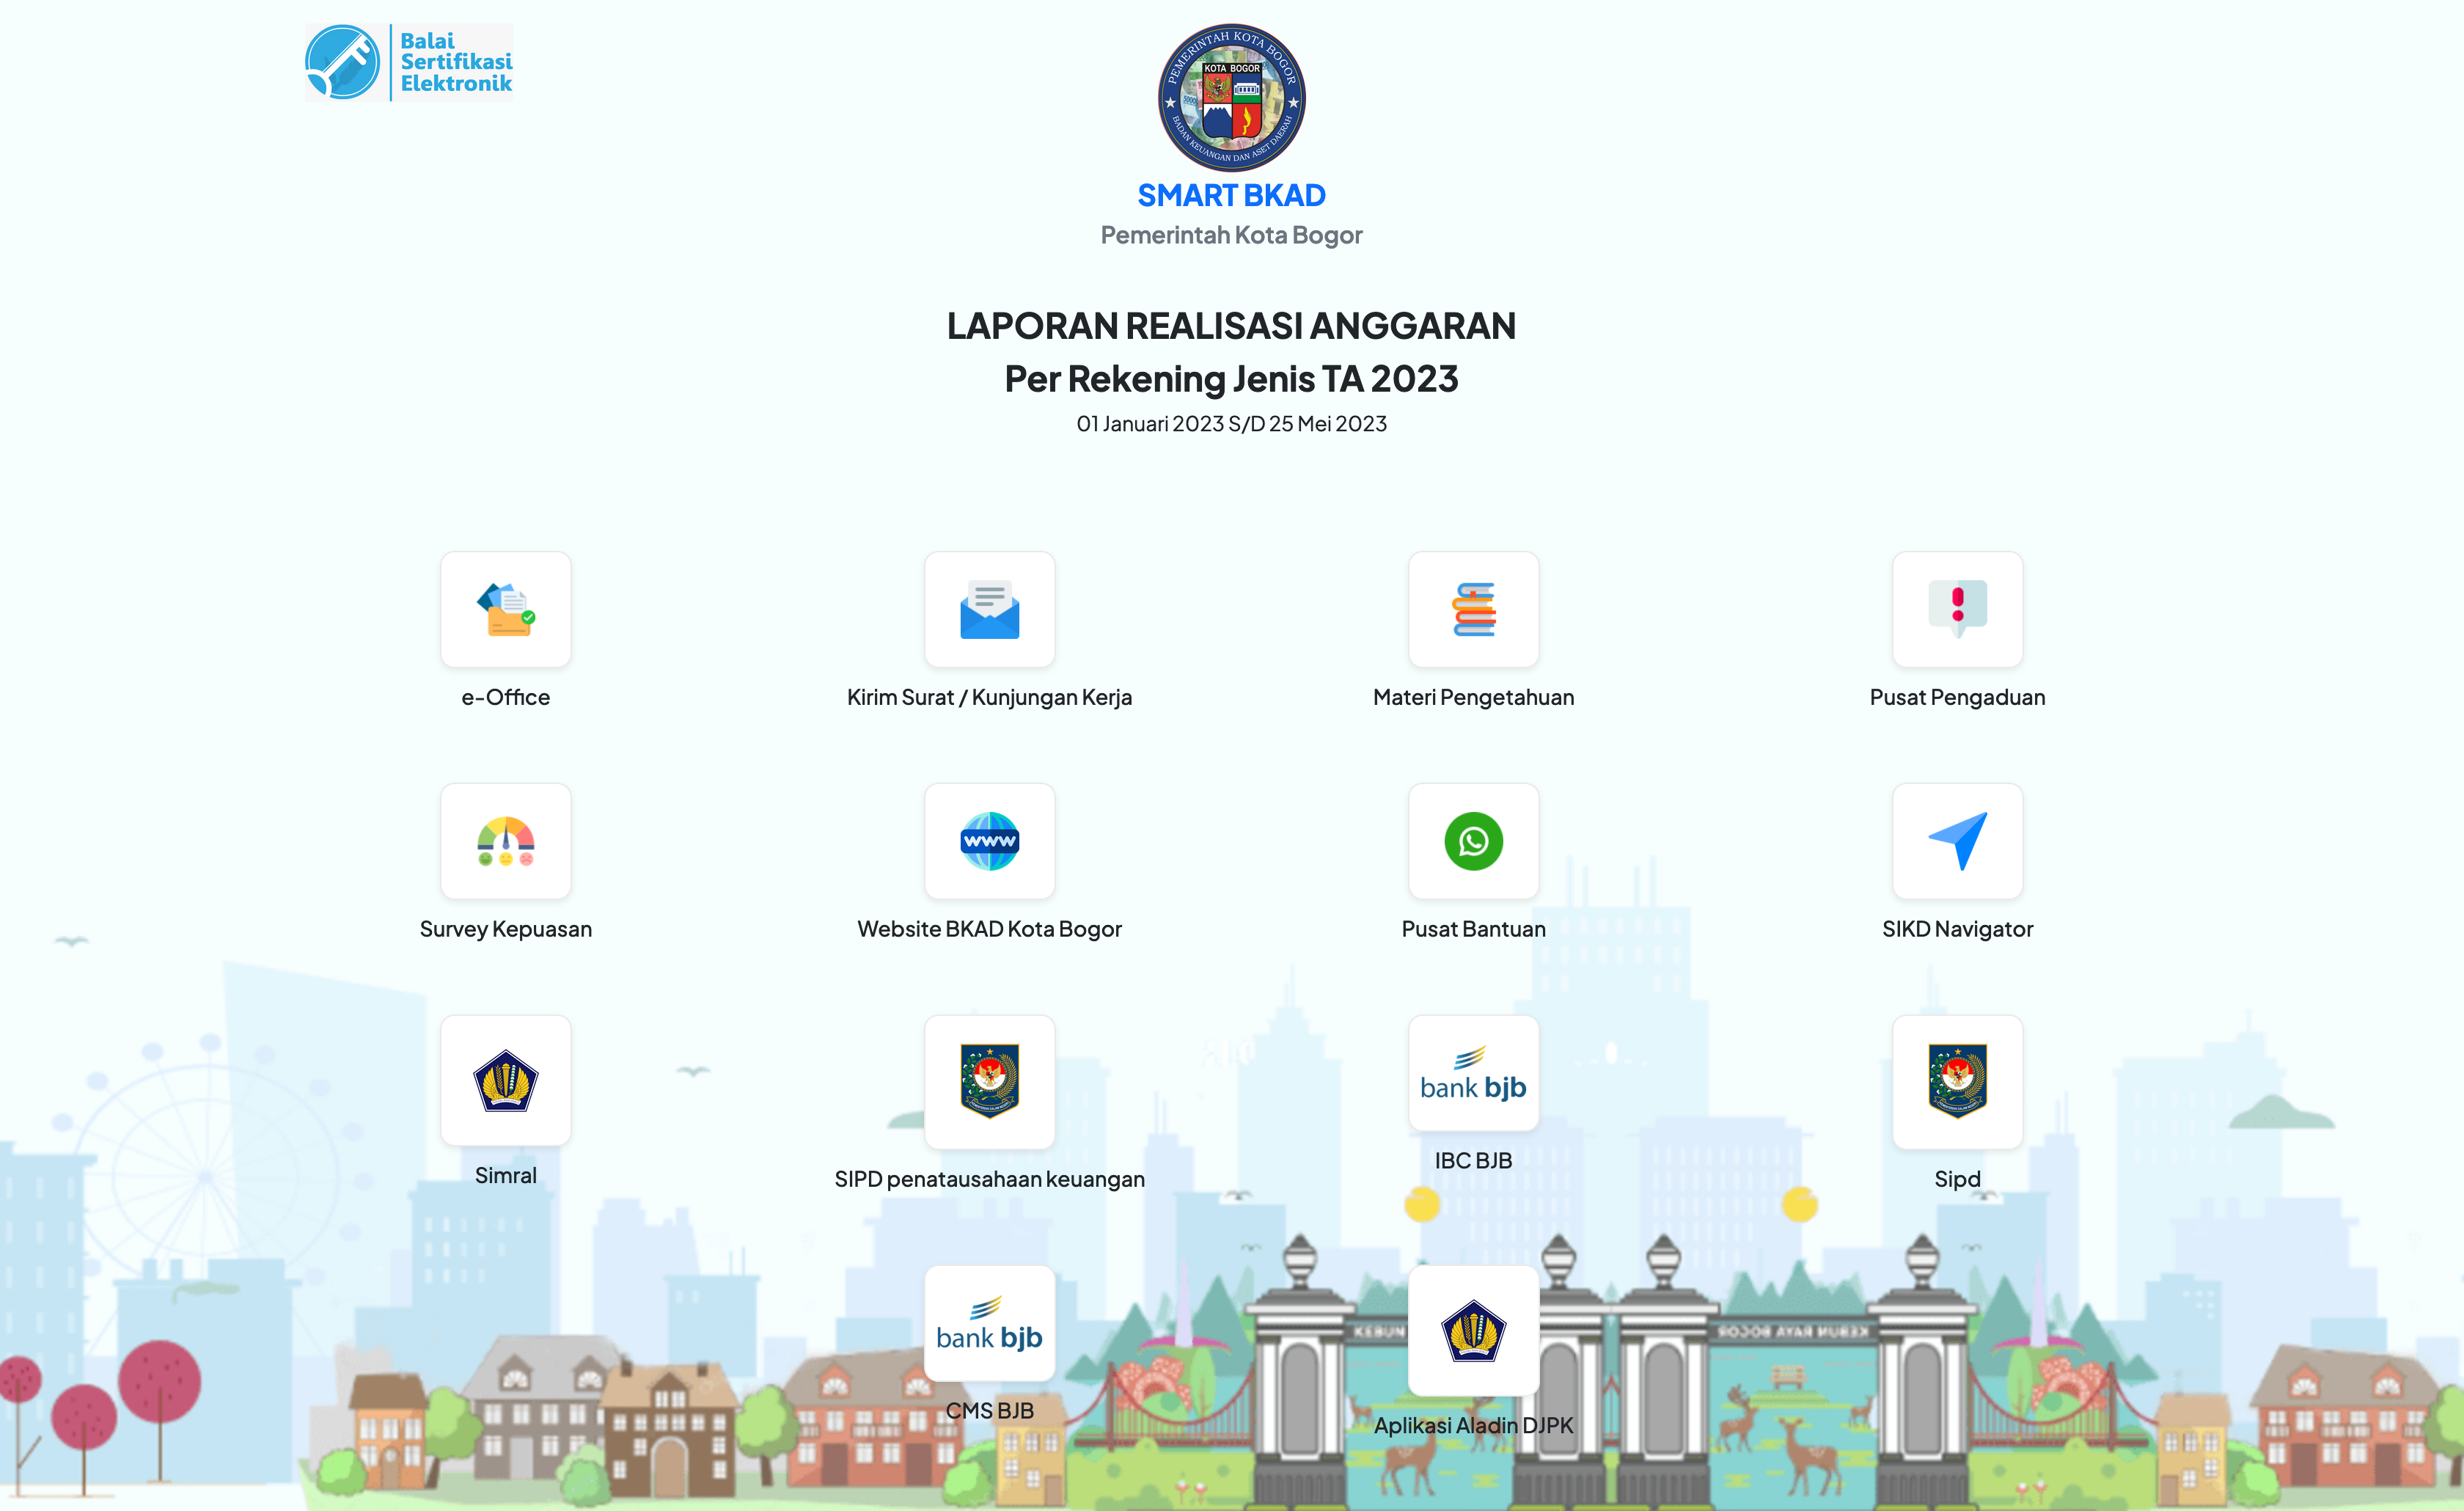 Balai
Sertifikasi
Elektronik
PEMERINTAH KOTA BOGOR
KOTA BOGOR
BADAN KEUANGAN DAN ASET DAERAH
SMART BKAD
Pemerintah Kota Bogor
LAPORAN REALISASI ANGGARAN
Per Rekening Jenis TA 2023
01 Januari 2023 S/D 25 Mei 2023
e-Office
Kirim Surat / Kunjungan Kerja
Materi Pengetahuan
Pusat Pengaduan
www
Survey Kepuasan
Website BKAD Kota Bogor
Pusat Bantuan
SIKD Navigator
bank bjb
Simral
SIPD penatausahaan keuangan
IBC BJB
Sipd
bank bjb
KEBUN
KEBUN RAYA BOGOR
CMS BJB
Aplikasi Aladin DJPK